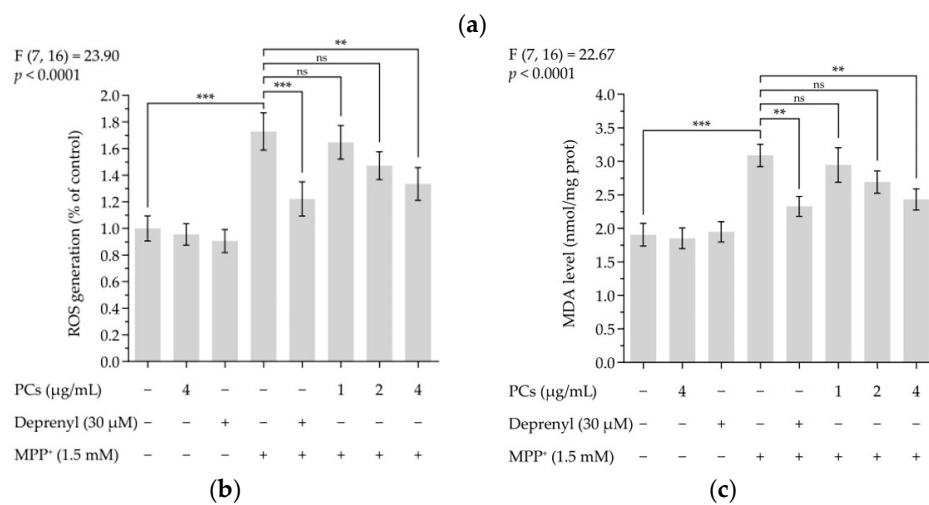 (a)
F (7, 16) = 23.90
p < 0.0001
**
ns
ns
***
***
ROS generation (% of control)
2.0
1.8
1.6
1.4
1.2
1.0
0.8
0.6
0.4
0.2
0.0
PCs (μg/mL) – 4 – – – 1 2 4
Deprenyl (30 μM) – – + – + – – –
MPP⁺ (1.5 mM) – – – + + + + +
(b)
F (7, 16) = 22.67
p < 0.0001
**
ns
ns
**
***
MDA level (nmol/mg prot)
4.0
3.5
3.0
2.5
2.0
1.5
1.0
0.5
0.0
PCs (μg/mL) – 4 – – – 1 2 4
Deprenyl (30 μM) – – + – + – – –
MPP⁺ (1.5 mM) – – – + + + + +
(c)